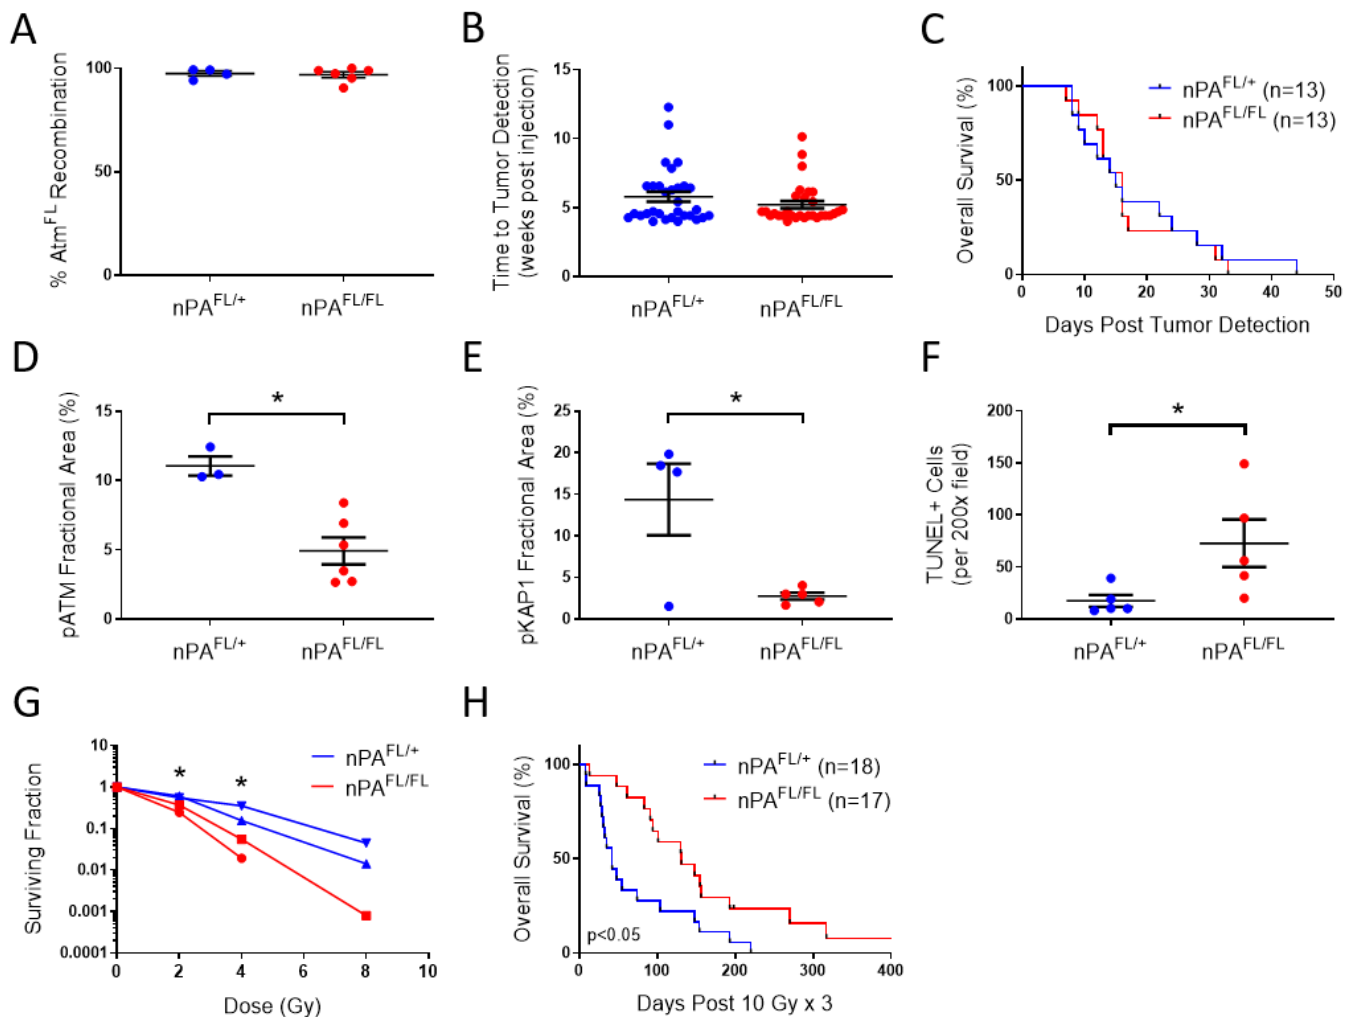 A
% Atm^FL Recombination
100
50
0
nPA^FL/+
nPA^FL/FL
B
Time to Tumor Detection
(weeks post injection)
15
10
5
0
nPA^FL/+
nPA^FL/FL
C
Overall Survival (%)
100
50
0
0 10 20 30 40 50
Days Post Tumor Detection
nPA^FL/+ (n=13)
nPA^FL/FL (n=13)
D
pATM Fractional Area (%)
15
10
5
0
*
nPA^FL/+
nPA^FL/FL
E
pKAP1 Fractional Area (%)
25
20
15
10
5
0
*
nPA^FL/+
nPA^FL/FL
F
TUNEL+ Cells
(per 200x field)
200
150
100
50
0
*
nPA^FL/+
nPA^FL/FL
G
Surviving Fraction
10
1
0.1
0.01
0.001
0.0001
* *
nPA^FL/+
nPA^FL/FL
0 2 4 6 8 10
Dose (Gy)
H
Overall Survival (%)
100
50
0
nPA^FL/+ (n=18)
nPA^FL/FL (n=17)
p<0.05
0 100 200 300 400
Days Post 10 Gy x 3